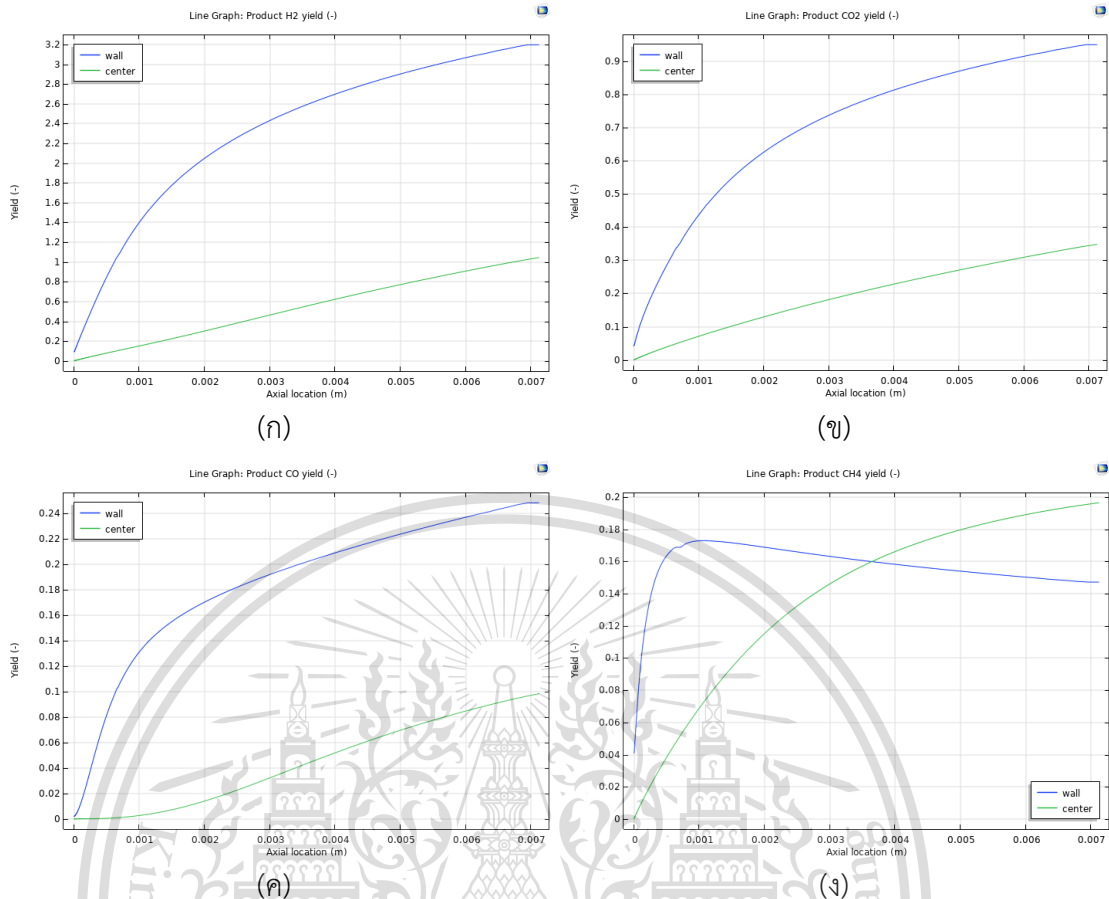 Line Graph: Product H2 yield (-)
wall
center
3.2
3
2.8
2.6
2.4
2.2
2
1.8
1.6
1.4
1.2
1
0.8
0.6
0.4
0.2
0
Yield (-)
0 0.001 0.002 0.003 0.004 0.005 0.006 0.007
Axial location (m)
(ก)
Line Graph: Product CO2 yield (-)
wall
center
0.9
0.8
0.7
0.6
0.5
0.4
0.3
0.2
0.1
0
Yield (-)
0 0.001 0.002 0.003 0.004 0.005 0.006 0.007
Axial location (m)
(ข)
Line Graph: Product CO yield (-)
wall
center
0.24
0.22
0.2
0.18
0.16
0.14
0.12
0.1
0.08
0.06
0.04
0.02
0
Yield (-)
0 0.001 0.002 0.003 0.004 0.005 0.006 0.007
Axial location (m)
(ค)
Line Graph: Product CH4 yield (-)
0.2
0.18
0.16
0.14
0.12
0.1
0.08
0.06
0.04
0.02
0
Yield (-)
wall
center
0 0.001 0.002 0.003 0.004 0.005 0.006 0.007
Axial location (m)
(ง)